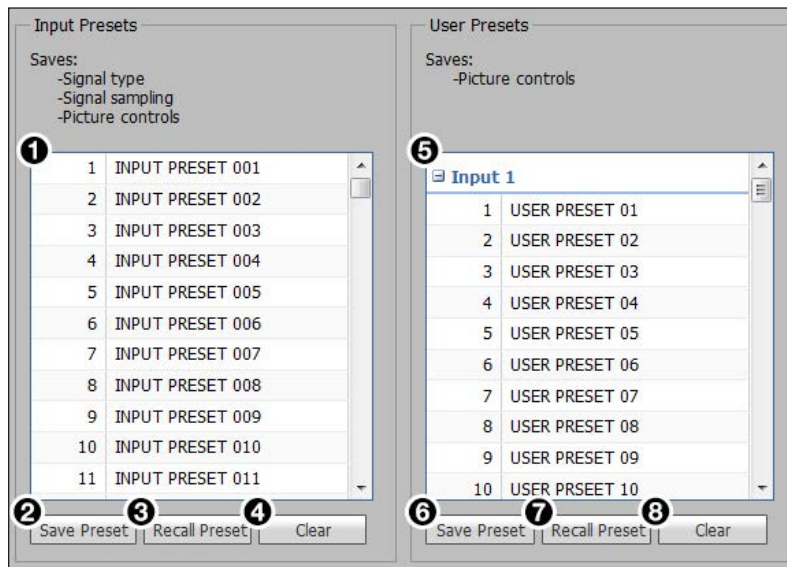 Input Presets
Saves:
-Signal type
-Signal sampling
-Picture controls
1
1 INPUT PRESET 001
2 INPUT PRESET 002
3 INPUT PRESET 003
4 INPUT PRESET 004
5 INPUT PRESET 005
6 INPUT PRESET 006
7 INPUT PRESET 007
8 INPUT PRESET 008
9 INPUT PRESET 009
10 INPUT PRESET 010
11 INPUT PRESET 011
2 Save Preset 3 Recall Preset 4 Clear
User Presets
Saves:
-Picture controls
5
Input 1
1 USER PRESET 01
2 USER PRESET 02
3 USER PRESET 03
4 USER PRESET 04
5 USER PRESET 05
6 USER PRESET 06
7 USER PRESET 07
8 USER PRESET 08
9 USER PRESET 09
10 USER PRSEET 10
6 Save Preset 7 Recall Preset 8 Clear